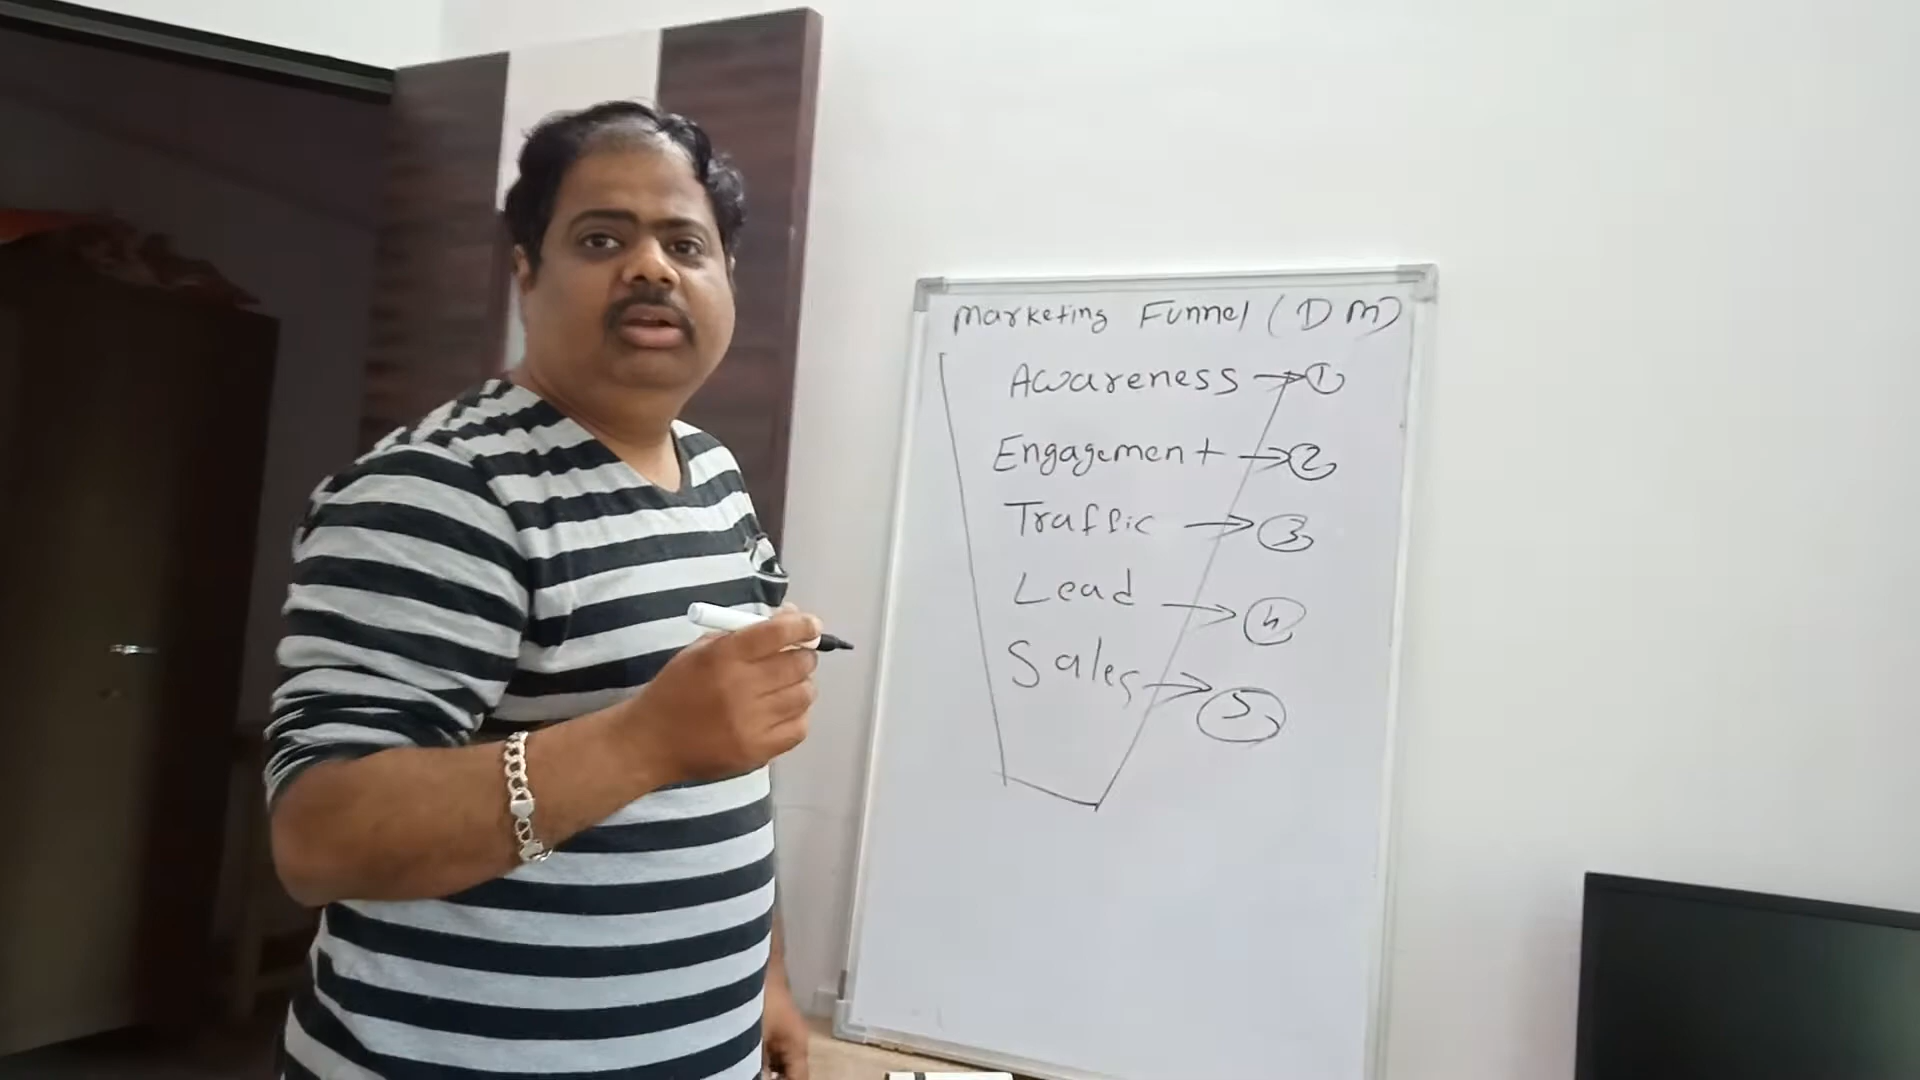 Marketing Funnel (DM)
Awareness → 1
Engagement → 2
Traffic → 3
Lead → 4
Sales → 5